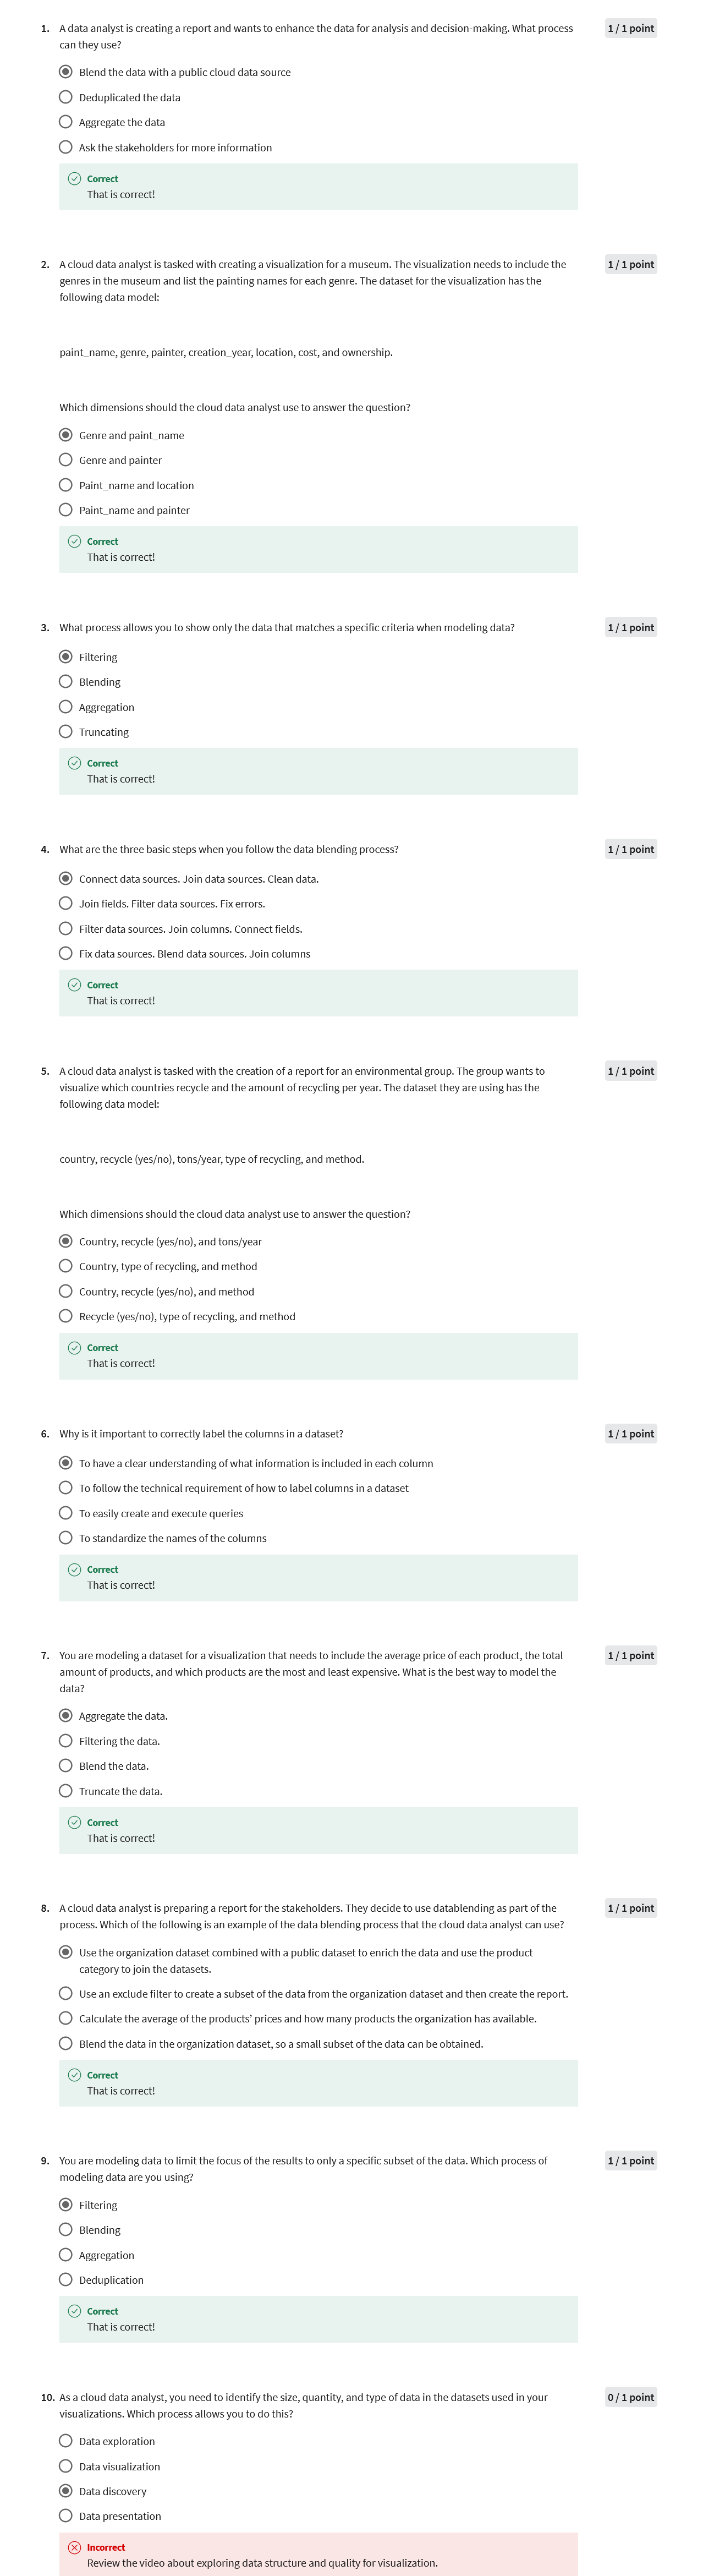 1. A data analyst is creating a report and wants to enhance the data for analysis and decision-making. What process
can they use?
1 / 1 point
Blend the data with a public cloud data source
Deduplicated the data
Aggregate the data
Ask the stakeholders for more information
Correct
That is correct!
2. A cloud data analyst is tasked with creating a visualization for a museum. The visualization needs to include the
genres in the museum and list the painting names for each genre. The dataset for the visualization has the
following data model:
1 / 1 point
paint_name, genre, painter, creation_year, location, cost, and ownership.
Which dimensions should the cloud data analyst use to answer the question?
Genre and paint_name
Genre and painter
Paint_name and location
Paint_name and painter
Correct
That is correct!
3. What process allows you to show only the data that matches a specific criteria when modeling data?
1 / 1 point
Filtering
Blending
Aggregation
Truncating
Correct
That is correct!
4. What are the three basic steps when you follow the data blending process?
1 / 1 point
Connect data sources. Join data sources. Clean data.
Join fields. Filter data sources. Fix errors.
Filter data sources. Join columns. Connect fields.
Fix data sources. Blend data sources. Join columns
Correct
That is correct!
5. A cloud data analyst is tasked with the creation of a report for an environmental group. The group wants to
visualize which countries recycle and the amount of recycling per year. The dataset they are using has the
following data model:
1 / 1 point
country, recycle (yes/no), tons/year, type of recycling, and method.
Which dimensions should the cloud data analyst use to answer the question?
Country, recycle (yes/no), and tons/year
Country, type of recycling, and method
Country, recycle (yes/no), and method
Recycle (yes/no), type of recycling, and method
Correct
That is correct!
6. Why is it important to correctly label the columns in a dataset?
1 / 1 point
To have a clear understanding of what information is included in each column
To follow the technical requirement of how to label columns in a dataset
To easily create and execute queries
To standardize the names of the columns
Correct
That is correct!
7. You are modeling a dataset for a visualization that needs to include the average price of each product, the total
amount of products, and which products are the most and least expensive. What is the best way to model the
data?
1 / 1 point
Aggregate the data.
Filtering the data.
Blend the data.
Truncate the data.
Correct
That is correct!
8. A cloud data analyst is preparing a report for the stakeholders. They decide to use datablending as part of the
process. Which of the following is an example of the data blending process that the cloud data analyst can use?
1 / 1 point
Use the organization dataset combined with a public dataset to enrich the data and use the product
category to join the datasets.
Use an exclude filter to create a subset of the data from the organization dataset and then create the report.
Calculate the average of the products' prices and how many products the organization has available.
Blend the data in the organization dataset, so a small subset of the data can be obtained.
Correct
That is correct!
9. You are modeling data to limit the focus of the results to only a specific subset of the data. Which process of
modeling data are you using?
1 / 1 point
Filtering
Blending
Aggregation
Deduplication
Correct
That is correct!
10. As a cloud data analyst, you need to identify the size, quantity, and type of data in the datasets used in your
visualizations. Which process allows you to do this?
0 / 1 point
Data exploration
Data visualization
Data discovery
Data presentation
Incorrect
Review the video about exploring data structure and quality for visualization.